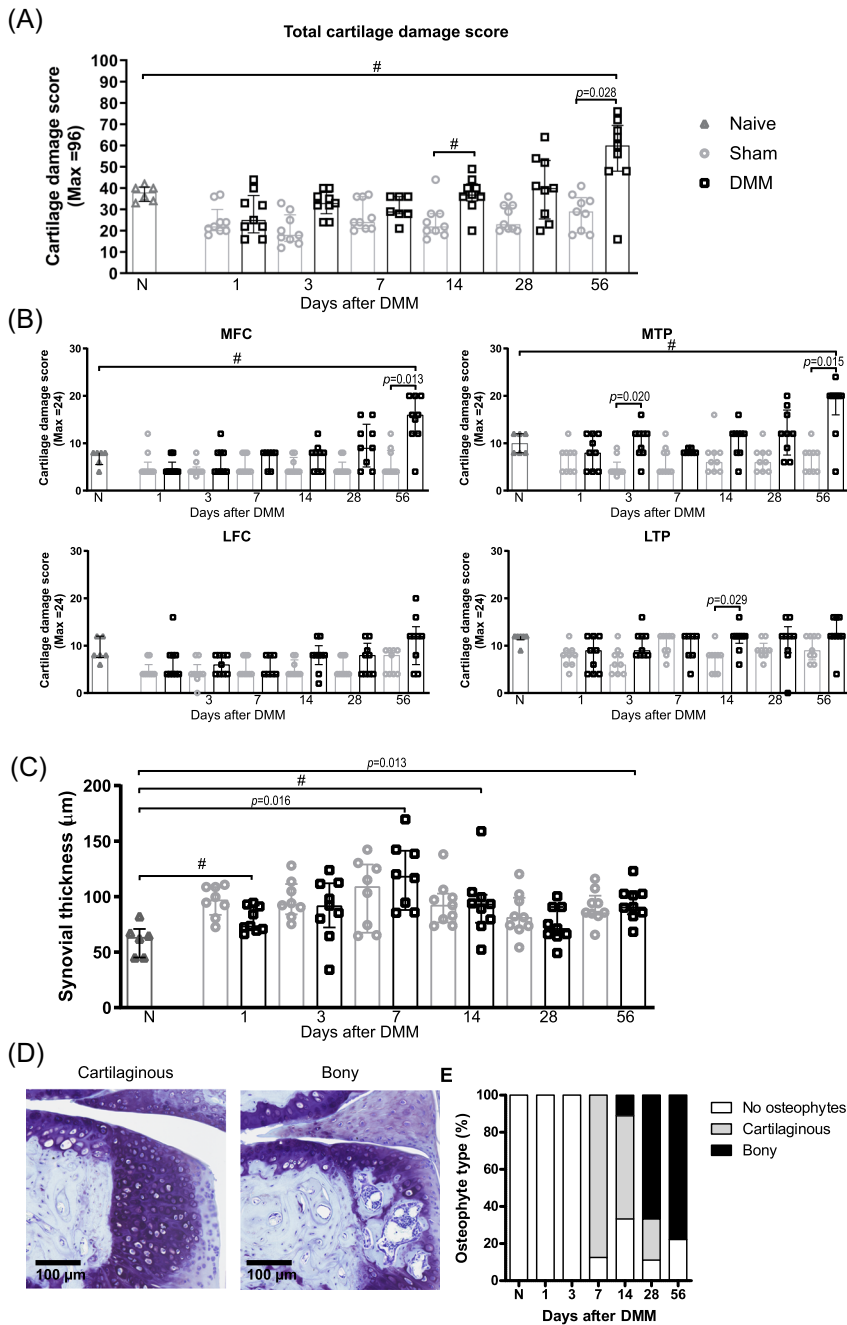 (A)
Total cartilage damage score
Cartilage damage score
(Max =96)
100
90
80
70
60
50
40
30
20
10
0
#
#
p=0.028
N
1
3
7
14
28
56
Days after DMM
Naive
Sham
DMM
(B)
MFC
Cartilage damage score
(Max =24)
30
20
10
0
#
p=0.013
N
1
3
7
14
28
56
Days after DMM
MTP
Cartilage damage score
(Max =24)
30
20
10
0
#
p=0.020
p=0.015
N
1
3
7
14
28
56
Days after DMM
LFC
Cartilage damage score
(Max =24)
30
20
10
0
N
3
7
14
28
56
Days after DMM
LTP
Cartilage damage score
(Max =24)
30
20
10
0
p=0.029
N
1
3
7
14
28
56
Days after DMM
(C)
Synovial thickness (µm)
200
150
100
50
0
p=0.013
#
p=0.016
#
N
1
3
7
14
28
56
Days after DMM
(D)
Cartilaginous
100 µm
Bony
100 µm
E
Osteophyte type (%)
100
80
60
40
20
0
N
1
3
7
14
28
56
Days after DMM
No osteophytes
Cartilaginous
Bony